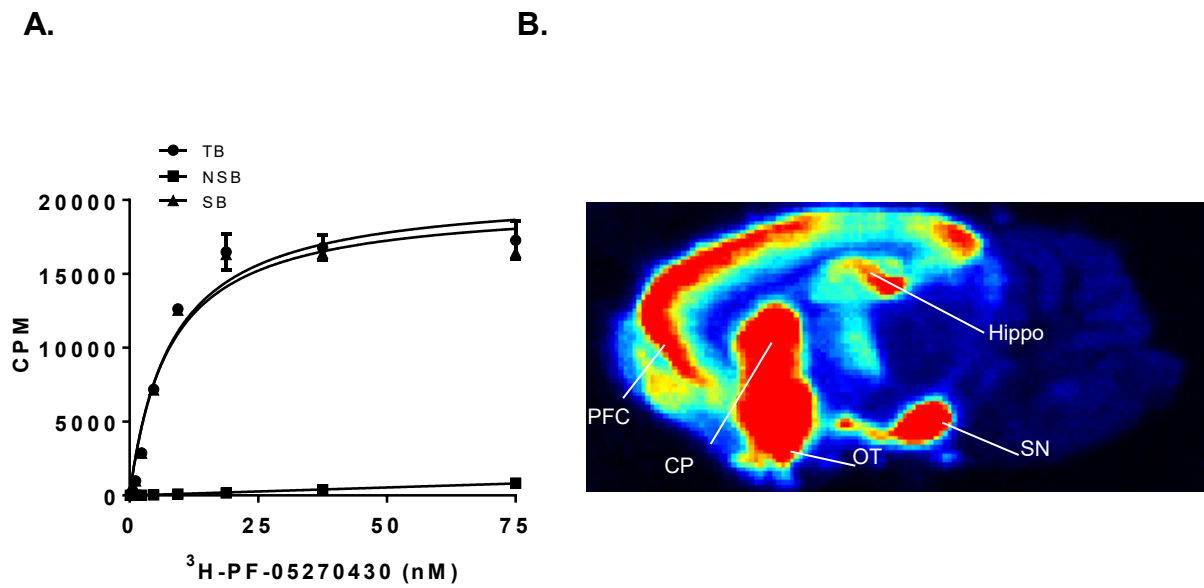 A.
B.
TB
NSB
SB
20000
15000
10000
5000
0
CPM
0 25 50 75
³H-PF-05270430 (nM)
Hippo
PFC
CP
OT
SN